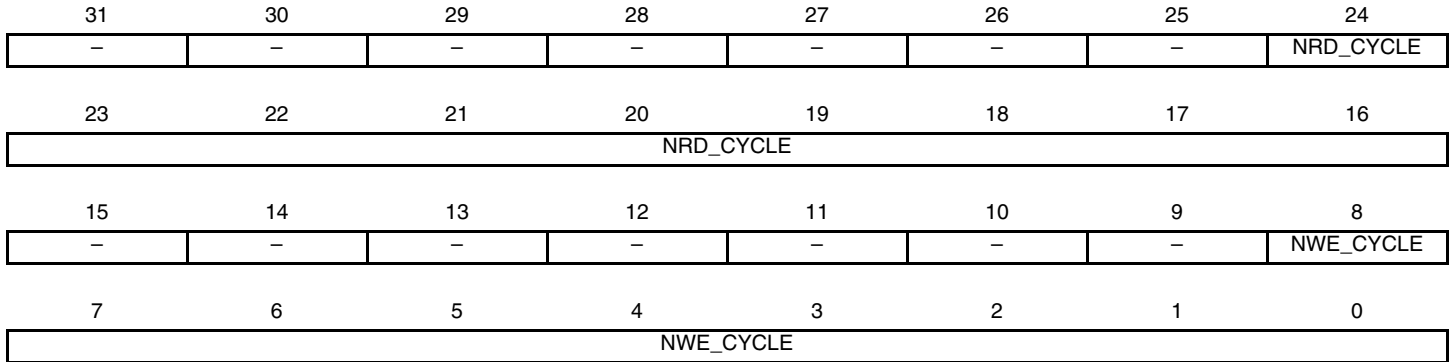 31 30 29 28 27 26 25 24
– – – – – – – NRD_CYCLE
23 22 21 20 19 18 17 16
NRD_CYCLE
15 14 13 12 11 10 9 8
– – – – – – – NWE_CYCLE
7 6 5 4 3 2 1 0
NWE_CYCLE